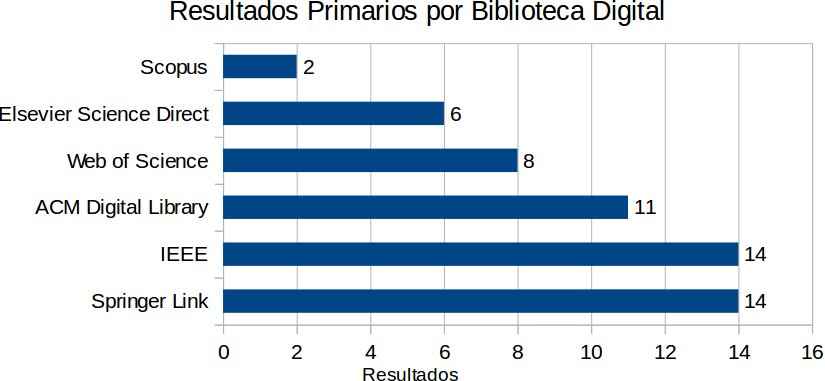 Resultados Primarios por Biblioteca Digital
Scopus 2
Elsevier Science Direct 6
Web of Science 8
ACM Digital Library 11
IEEE 14
Springer Link 14
0 2 4 6 8 10 12 14 16
Resultados